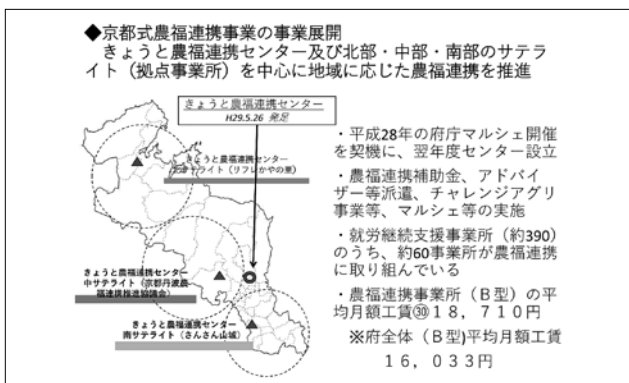 ◆京都式農福連携事業の事業展開
きょうと農福連携センター及び北部・中部・南部のサテラ
イト（拠点事業所）を中心に地域に応じた農福連携を推進
きょうと農福連携センター
H29.5.26 発足
きょうと農福連携センター
北サテライト（リフレかやの里）
きょうと農福連携センター
中サテライト（京都丹波農
福連携推進協議会）
きょうと農福連携センター
南サテライト（さんさん山城）
・平成28年の府庁マルシェ開催
を契機に、翌年度センター設立
・農福連携補助金、アドバイ
ザー等派遣、チャレンジアグリ
事業等、マルシェ等の実施
・就労継続支援事業所（約390）
のうち、約60事業所が農福連携
に取り組んでいる
・農福連携事業所（Ｂ型）の平
均月額工賃㉚１８，７１０円
※府全体（Ｂ型)平均月額工賃
１６，０３３円